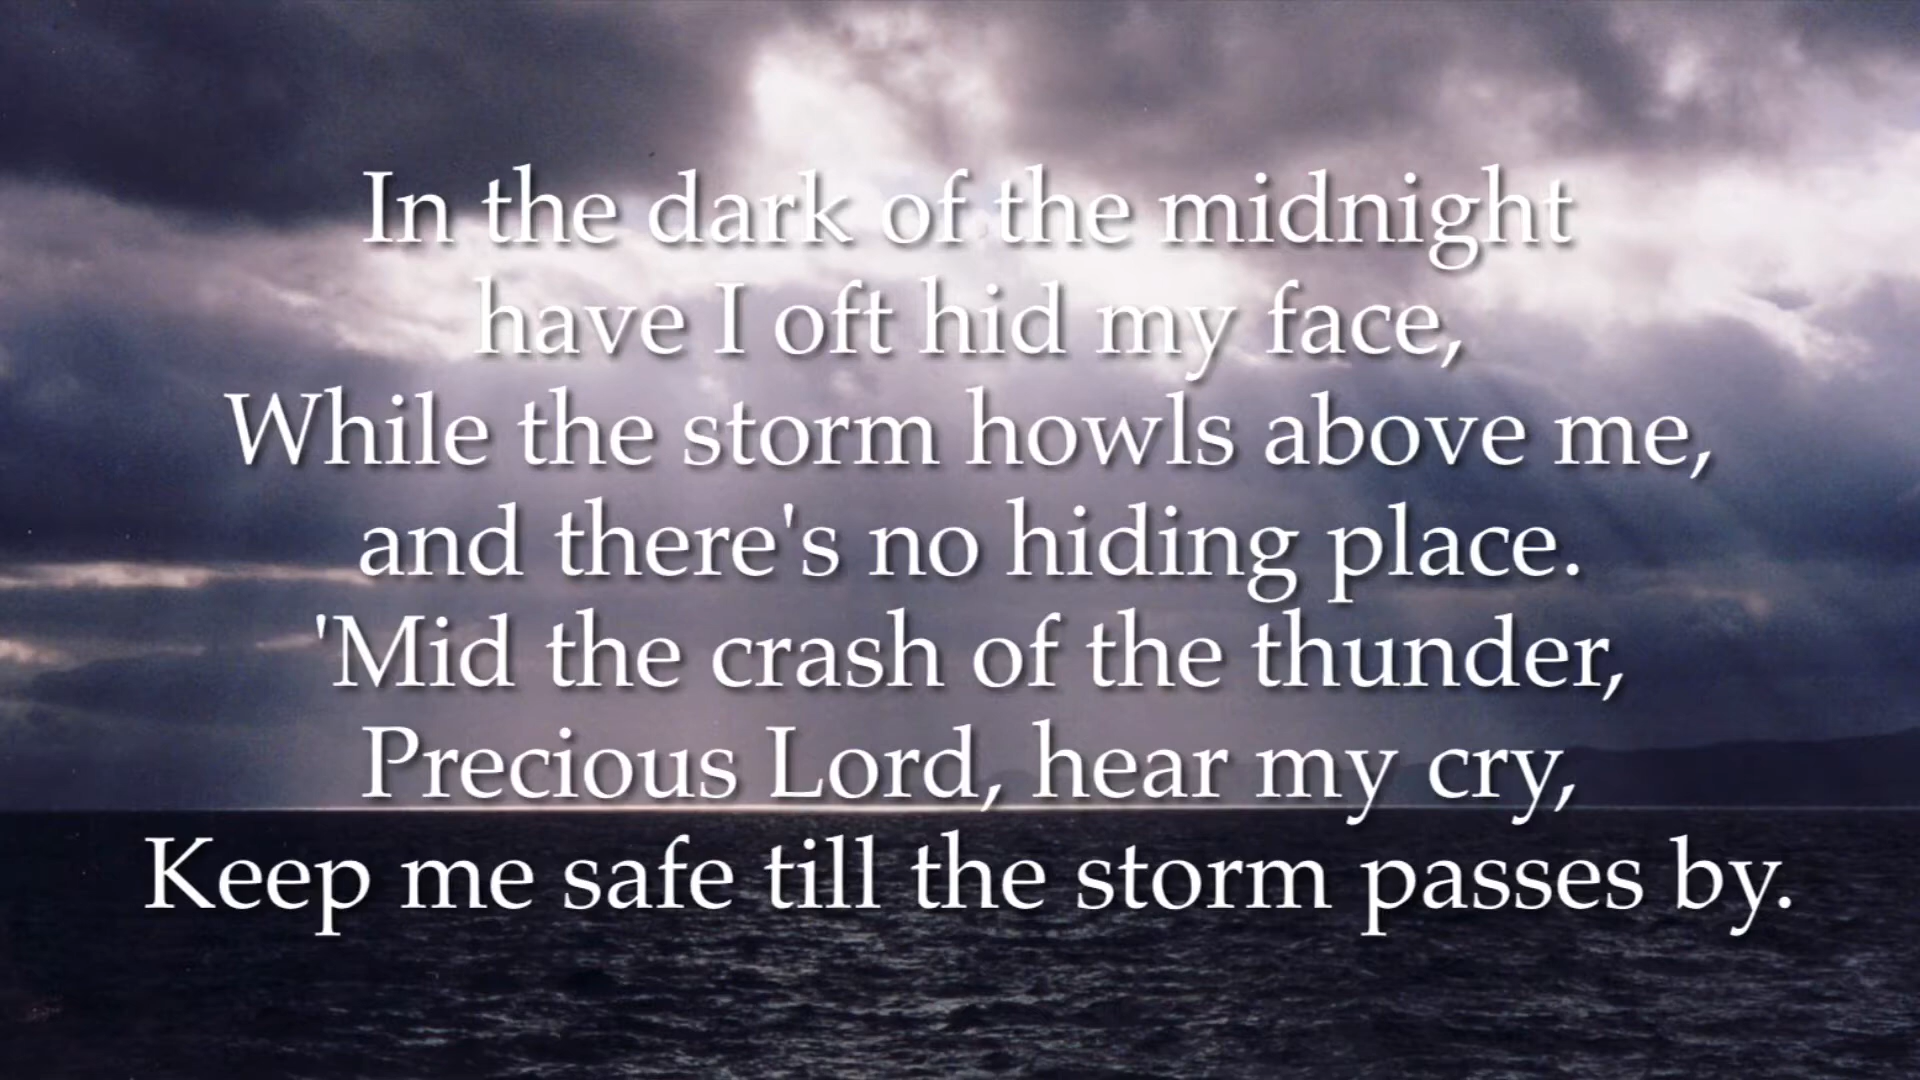 In the dark of the midnight
have I oft hid my face,
While the storm howls above me,
and there's no hiding place.
'Mid the crash of the thunder,
Precious Lord, hear my cry,
Keep me safe till the storm passes by.